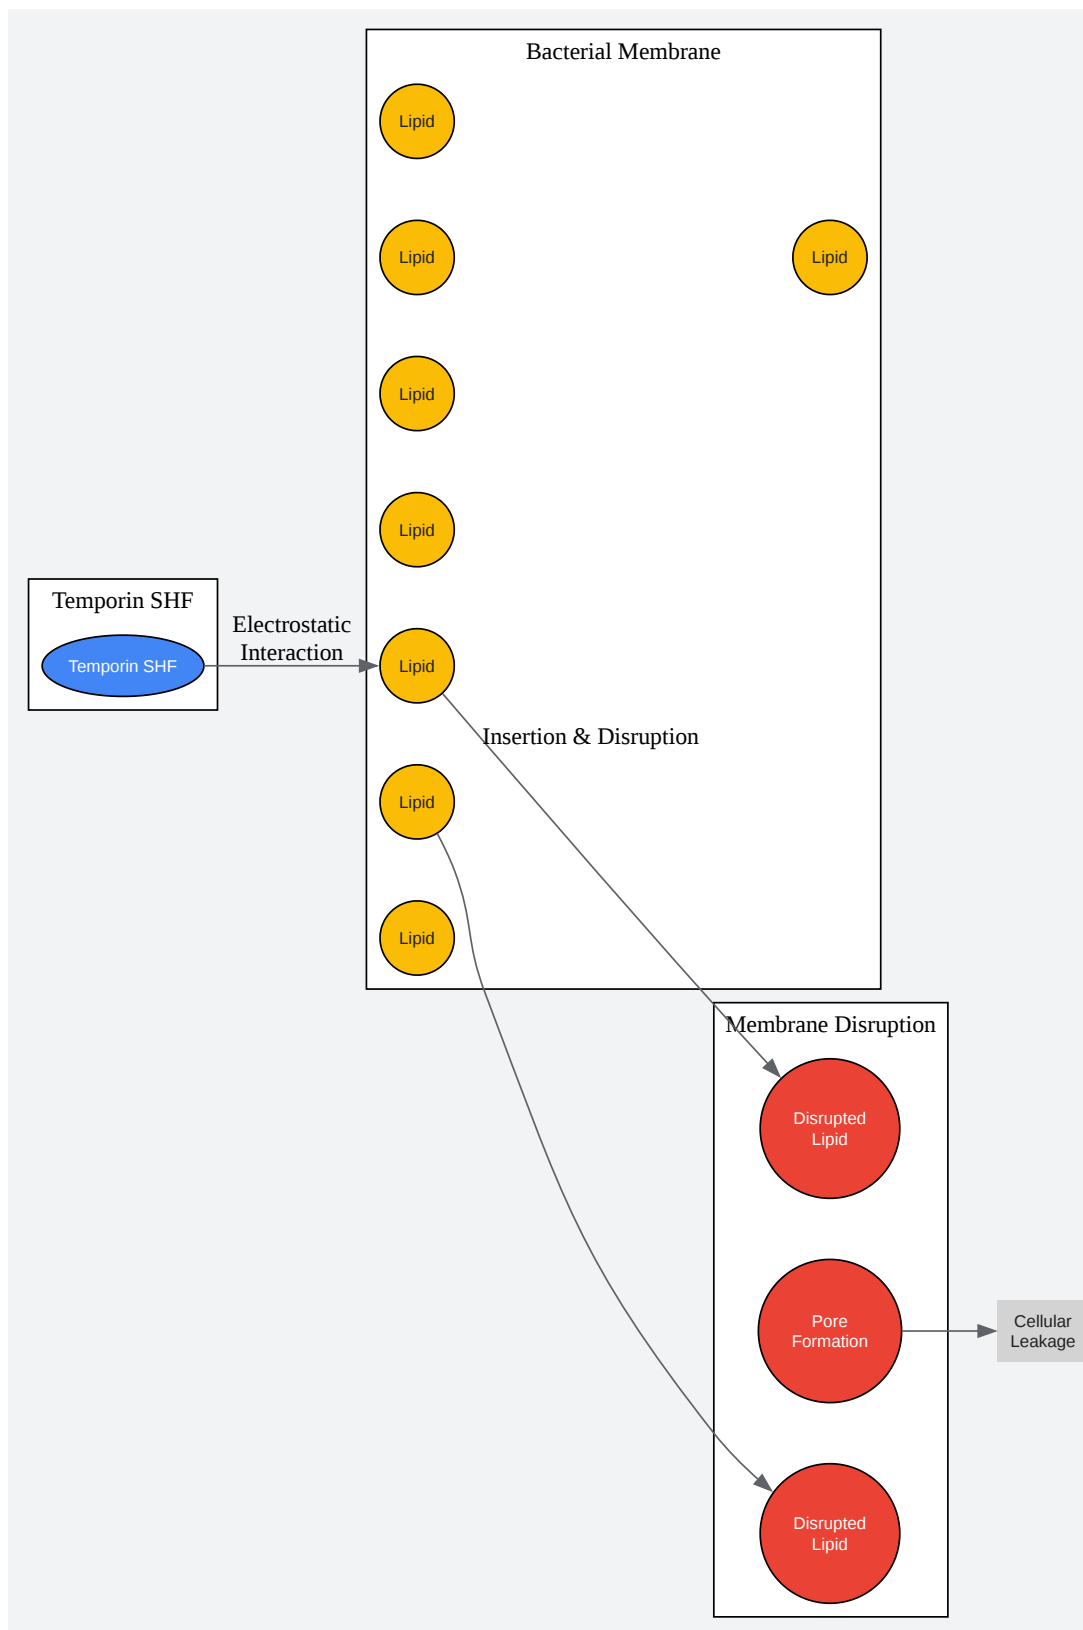 Bacterial Membrane
Lipid
Lipid
Lipid
Lipid
Lipid
Temporin SHF
Temporin SHF
Electrostatic
Interaction
Lipid
Insertion & Disruption
Lipid
Lipid
Membrane Disruption
Disrupted
Lipid
Pore
Formation
Cellular
Leakage
Disrupted
Lipid